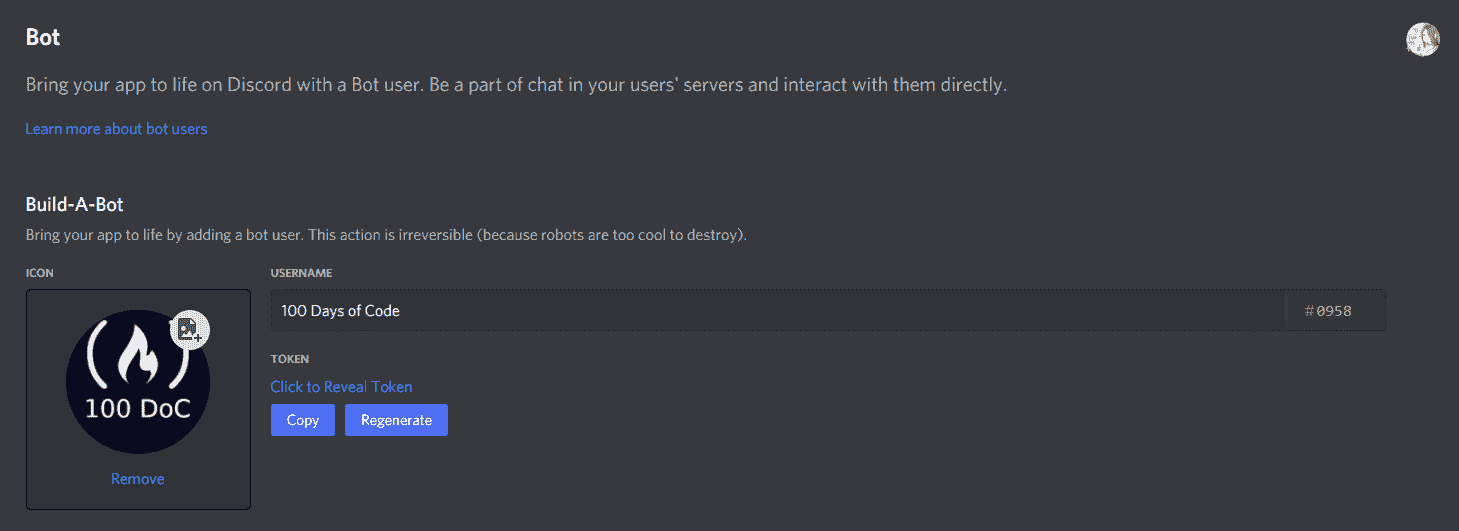 Bot
Bring your app to life on Discord with a Bot user. Be a part of chat in your users' servers and interact with them directly.
Learn more about bot users
Build-A-Bot
Bring your app to life by adding a bot user. This action is irreversible (because robots are too cool to destroy).
ICON
USERNAME
100 Days of Code
#0958
TOKEN
Click to Reveal Token
Copy
Regenerate
100 DoC
Remove